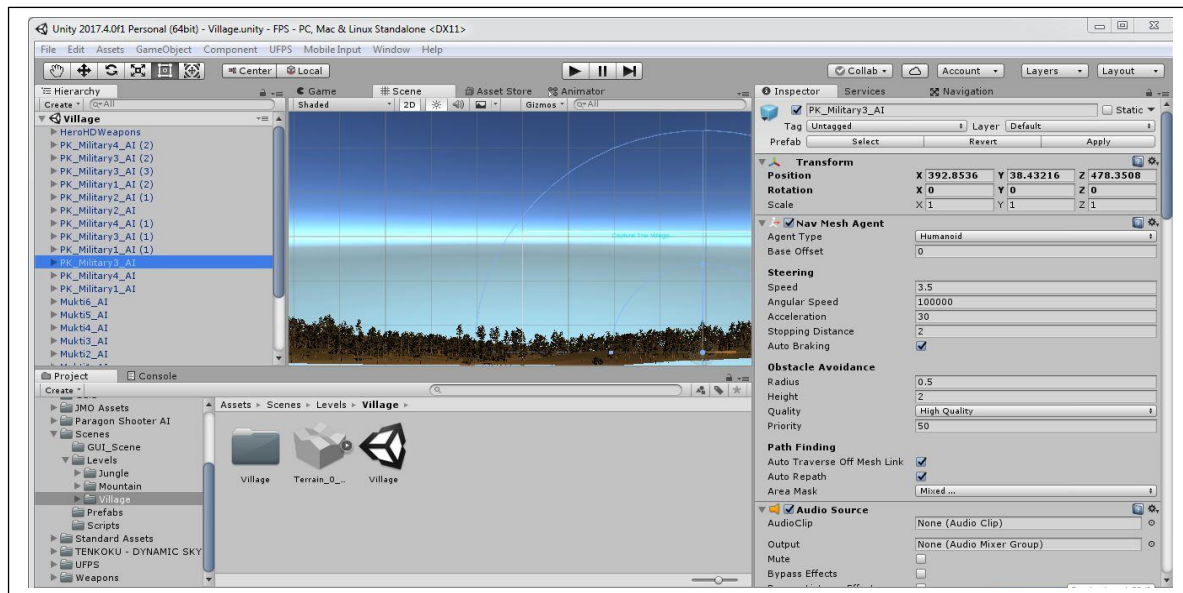 Unity 2017.4.0f1 Personal (64bit) - Village.unity - FPS - PC, Mac & Linux Standalone <DX11>
File Edit Assets GameObject Component UFPS Mobile Input Window Help
Center Local Collab Account Layers Layout
Hierarchy
Create All
Village
HeroHDWeapons
PK_Military4_AI (2)
PK_Military3_AI (2)
PK_Military3_AI (3)
PK_Military1_AI (2)
PK_Military2_AI (1)
PK_Military2_AI
PK_Military4_AI (1)
PK_Military3_AI (1)
PK_Military1_AI (1)
PK_Military3_AI
PK_Military4_AI
PK_Military1_AI
Mukti6_AI
Mukti5_AI
Mukti4_AI
Mukti3_AI
Mukti2_AI
Game Scene Asset Store Animator
Shaded 2D Gizmos All
Capture The Village
Project Console
Create
JMO Assets
Paragon Shooter AI
Scenes
GUI_Scene
Levels
Jungle
Mountain
Village
Prefabs
Scripts
Standard Assets
TENKOKU - DYNAMIC SKY
UFPS
Weapons
Assets Scenes Levels Village
Village Terrain_0_... Village
Inspector Services Navigation
PK_Military3_AI Static
Tag Untagged Layer Default
Prefab Select Revert Apply
Transform
Position X 392.8536 Y 38.43216 Z 478.3508
Rotation X 0 Y 0 Z 0
Scale X 1 Y 1 Z 1
Nav Mesh Agent
Agent Type Humanoid
Base Offset 0
Steering
Speed 3.5
Angular Speed 100000
Acceleration 30
Stopping Distance 2
Auto Braking
Obstacle Avoidance
Radius 0.5
Height 2
Quality High Quality
Priority 50
Path Finding
Auto Traverse Off Mesh Link
Auto Repath
Area Mask Mixed ...
Audio Source
AudioClip None (Audio Clip)
Output None (Audio Mixer Group)
Mute
Bypass Effects